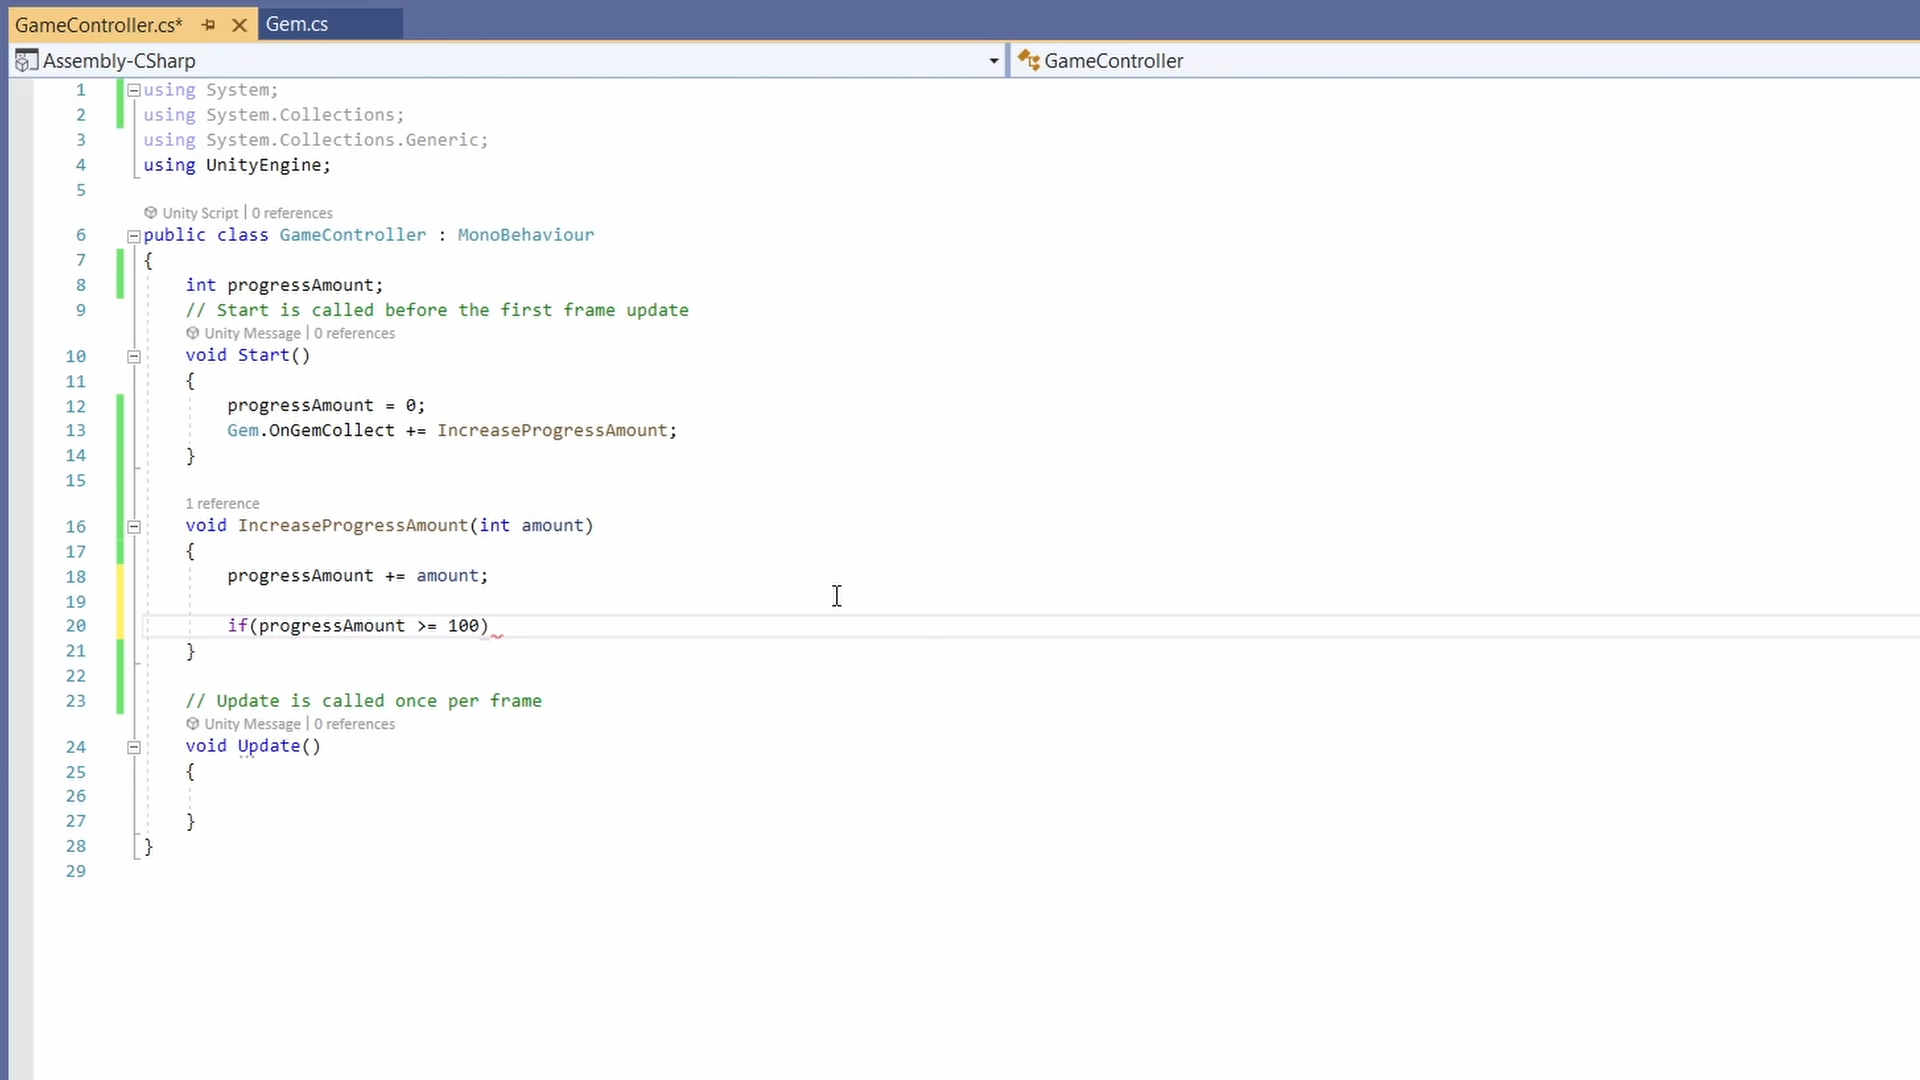 GameController.cs*
Gem.cs
Assembly-CSharp
GameController
1 using System;
2 using System.Collections;
3 using System.Collections.Generic;
4 using UnityEngine;
5
Unity Script | 0 references
6 public class GameController : MonoBehaviour
7 {
8 int progressAmount;
9 // Start is called before the first frame update
Unity Message | 0 references
10 void Start()
11 {
12 progressAmount = 0;
13 Gem.OnGemCollect += IncreaseProgressAmount;
14 }
15
1 reference
16 void IncreaseProgressAmount(int amount)
17 {
18 progressAmount += amount;
19
20 if(progressAmount >= 100)
21 }
22
23 // Update is called once per frame
Unity Message | 0 references
24 void Update()
25 {
26
27 }
28 }
29